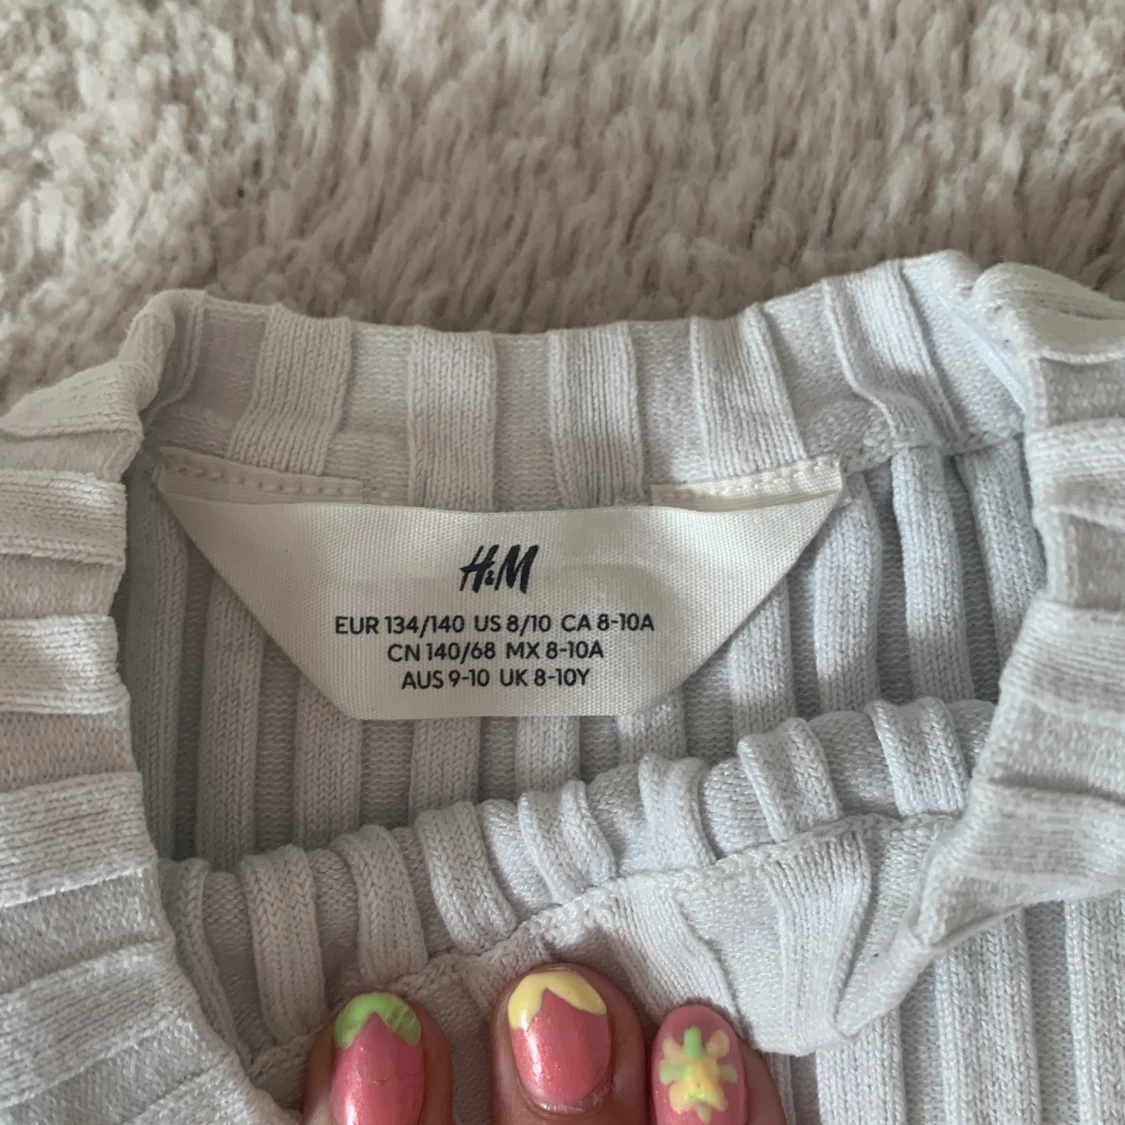 H&M
EUR 134/140 US 8/10 CA 8-10A
CN 140/68 MX 8-10A
AUS 9-10 UK 8-10Y